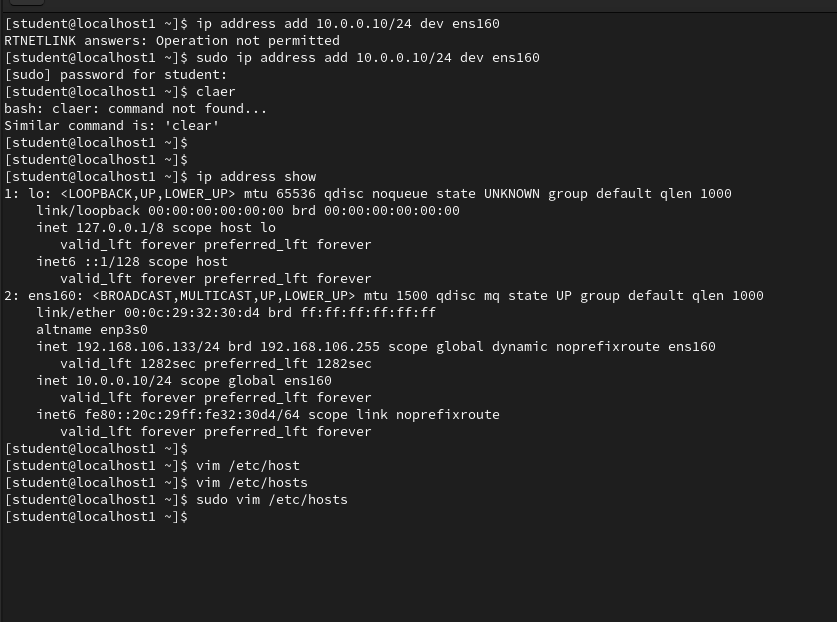 [student@localhost1 ~]$ ip address add 10.0.0.10/24 dev ens160
RTNETLINK answers: Operation not permitted
[student@localhost1 ~]$ sudo ip address add 10.0.0.10/24 dev ens160
[sudo] password for student:
[student@localhost1 ~]$ claer
bash: claer: command not found...
Similar command is: 'clear'
[student@localhost1 ~]$
[student@localhost1 ~]$
[student@localhost1 ~]$ ip address show
1: lo: <LOOPBACK,UP,LOWER_UP> mtu 65536 qdisc noqueue state UNKNOWN group default qlen 1000
    link/loopback 00:00:00:00:00:00 brd 00:00:00:00:00:00
    inet 127.0.0.1/8 scope host lo
       valid_lft forever preferred_lft forever
    inet6 ::1/128 scope host
       valid_lft forever preferred_lft forever
2: ens160: <BROADCAST,MULTICAST,UP,LOWER_UP> mtu 1500 qdisc mq state UP group default qlen 1000
    link/ether 00:0c:29:32:30:d4 brd ff:ff:ff:ff:ff:ff
    altname enp3s0
    inet 192.168.106.133/24 brd 192.168.106.255 scope global dynamic noprefixroute ens160
       valid_lft 1282sec preferred_lft 1282sec
    inet 10.0.0.10/24 scope global ens160
       valid_lft forever preferred_lft forever
    inet6 fe80::20c:29ff:fe32:30d4/64 scope link noprefixroute
       valid_lft forever preferred_lft forever
[student@localhost1 ~]$
[student@localhost1 ~]$ vim /etc/host
[student@localhost1 ~]$ vim /etc/hosts
[student@localhost1 ~]$ sudo vim /etc/hosts
[student@localhost1 ~]$